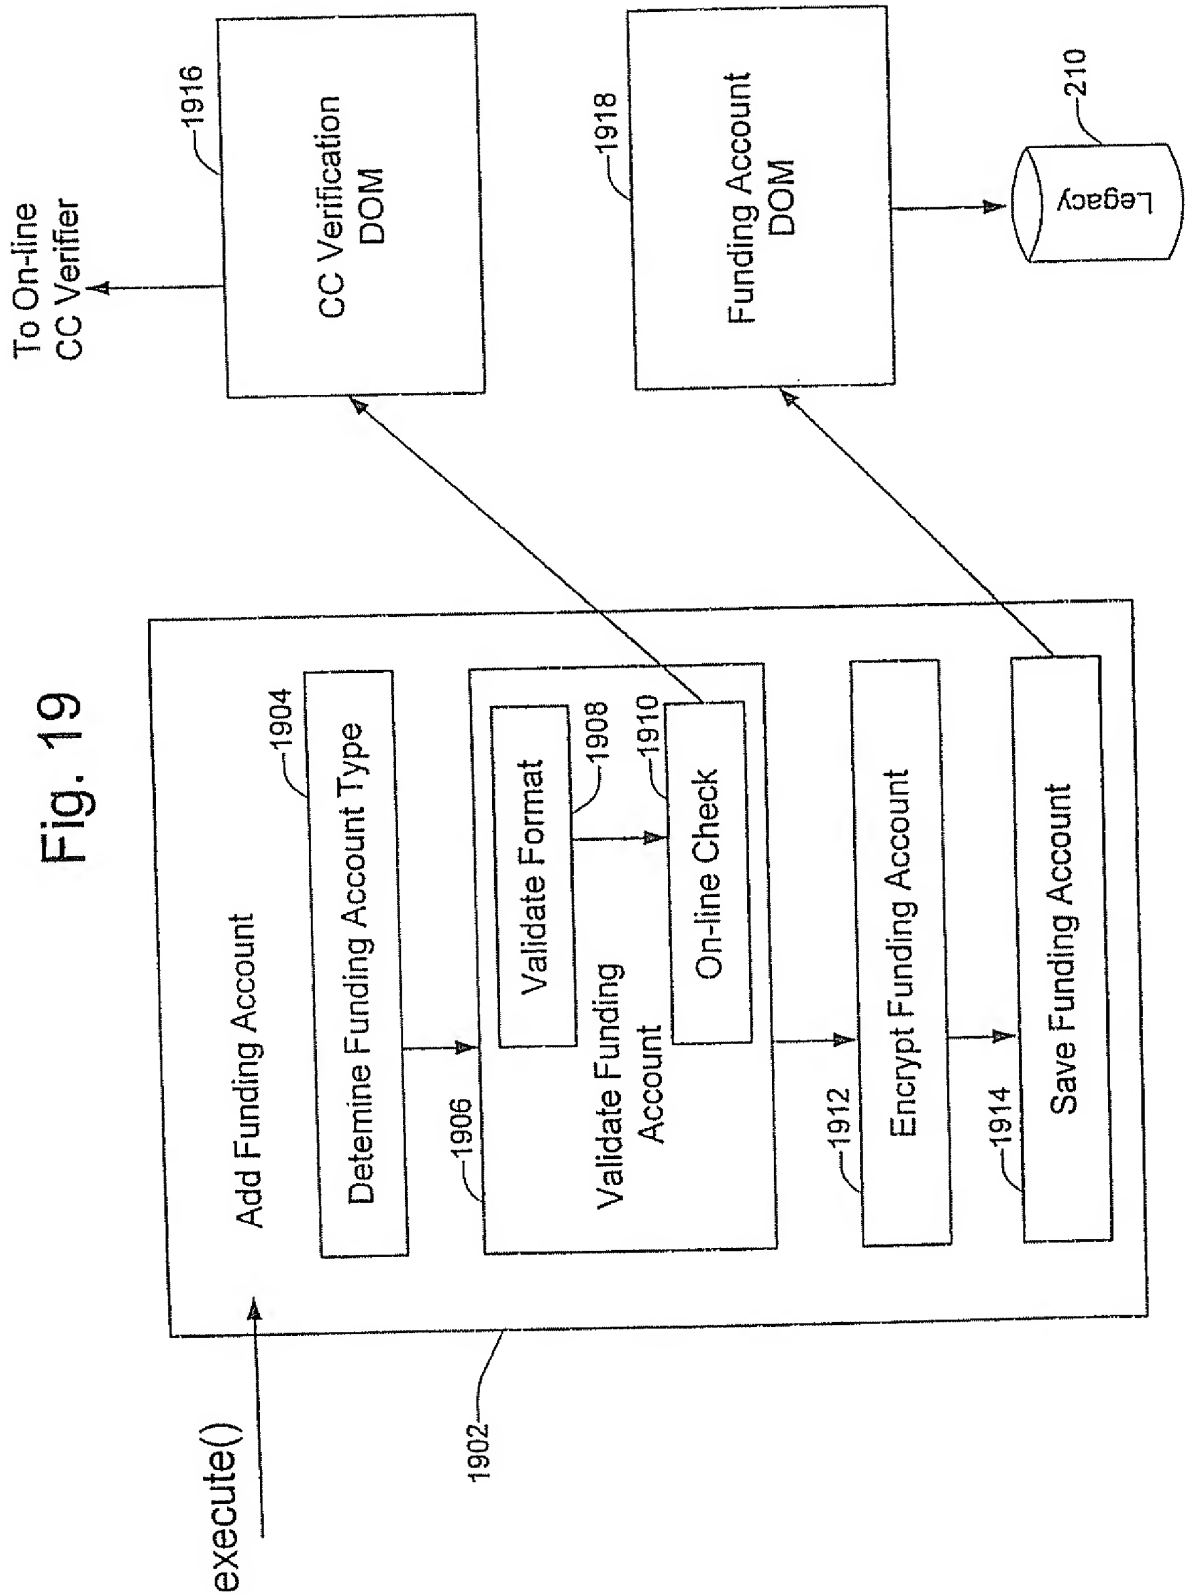 Fig. 19
execute()
1902
Add Funding Account
1904
Detemine Funding Account Type
1906
Validate Funding
Account
Validate Format
1908
1910
On-line Check
1912
Encrypt Funding Account
1914
Save Funding Account
To On-line
CC Verifier
1916
CC Verification
DOM
1918
Funding Account
DOM
210
Legacy